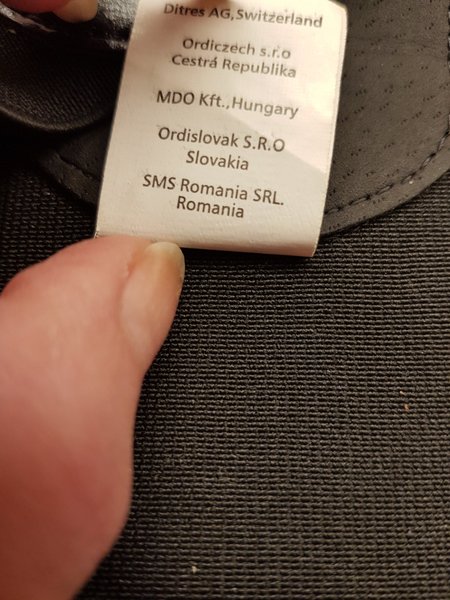 Ditres AG,Switzerland
Ordiczech s.r.o
Cestrá Republika
MDO Kft.,Hungary
Ordislovak S.R.O
Slovakia
SMS Romania SRL.
Romania